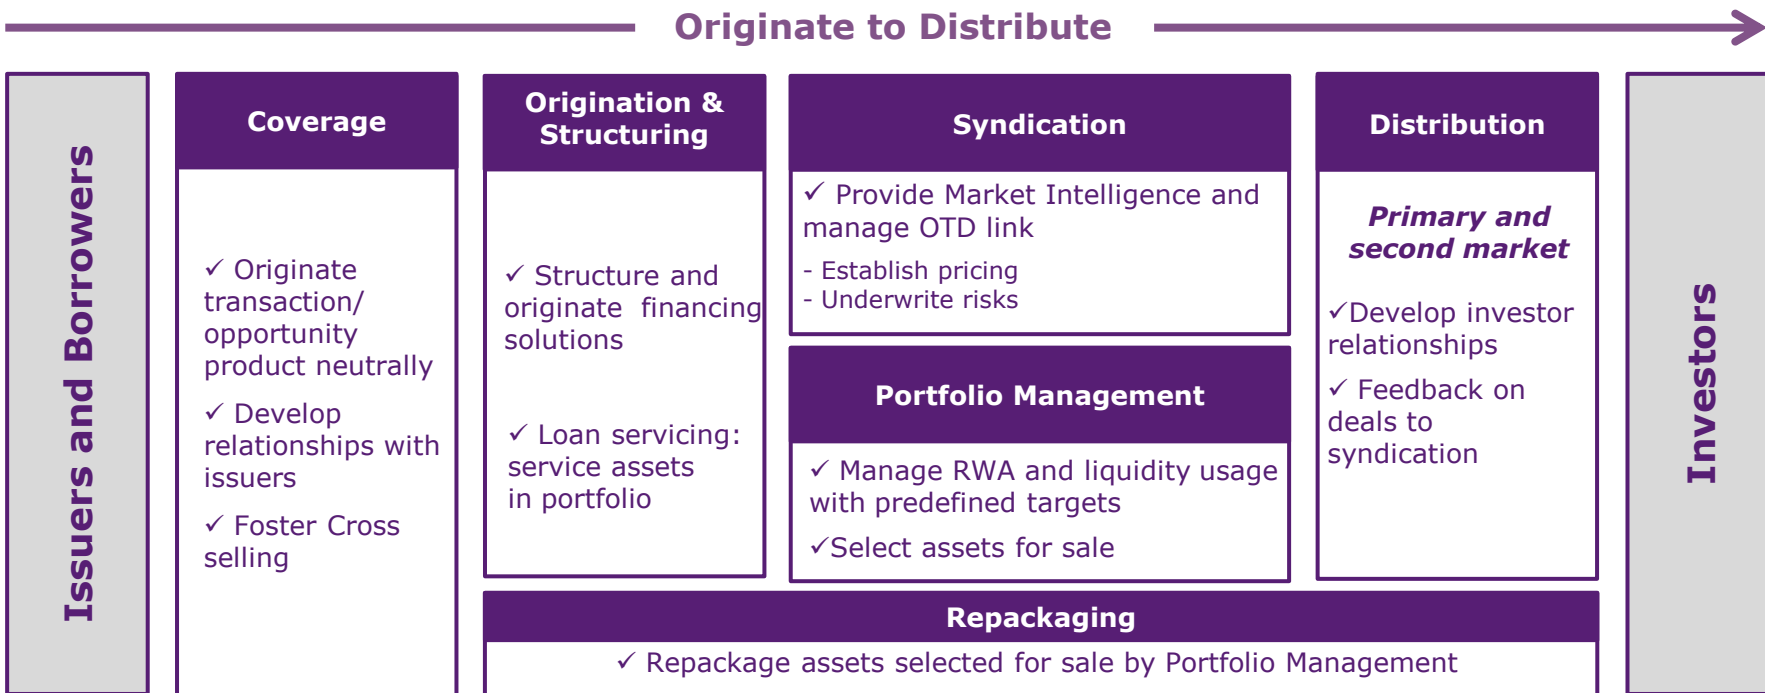 Originate to Distribute
Issuers and Borrowers
Coverage
✓ Originate
transaction/
opportunity
product neutrally
✓ Develop
relationships with
issuers
✓ Foster Cross
selling
Origination &
Structuring
✓ Structure and
originate financing
solutions
✓ Loan servicing:
service assets
in portfolio
Syndication
✓ Provide Market Intelligence and
manage OTD link
- Establish pricing
- Underwrite risks
Portfolio Management
✓ Manage RWA and liquidity usage
with predefined targets
✓Select assets for sale
Distribution
Primary and
second market
✓Develop investor
relationships
✓ Feedback on
deals to
syndication
Repackaging
✓ Repackage assets selected for sale by Portfolio Management
Investors